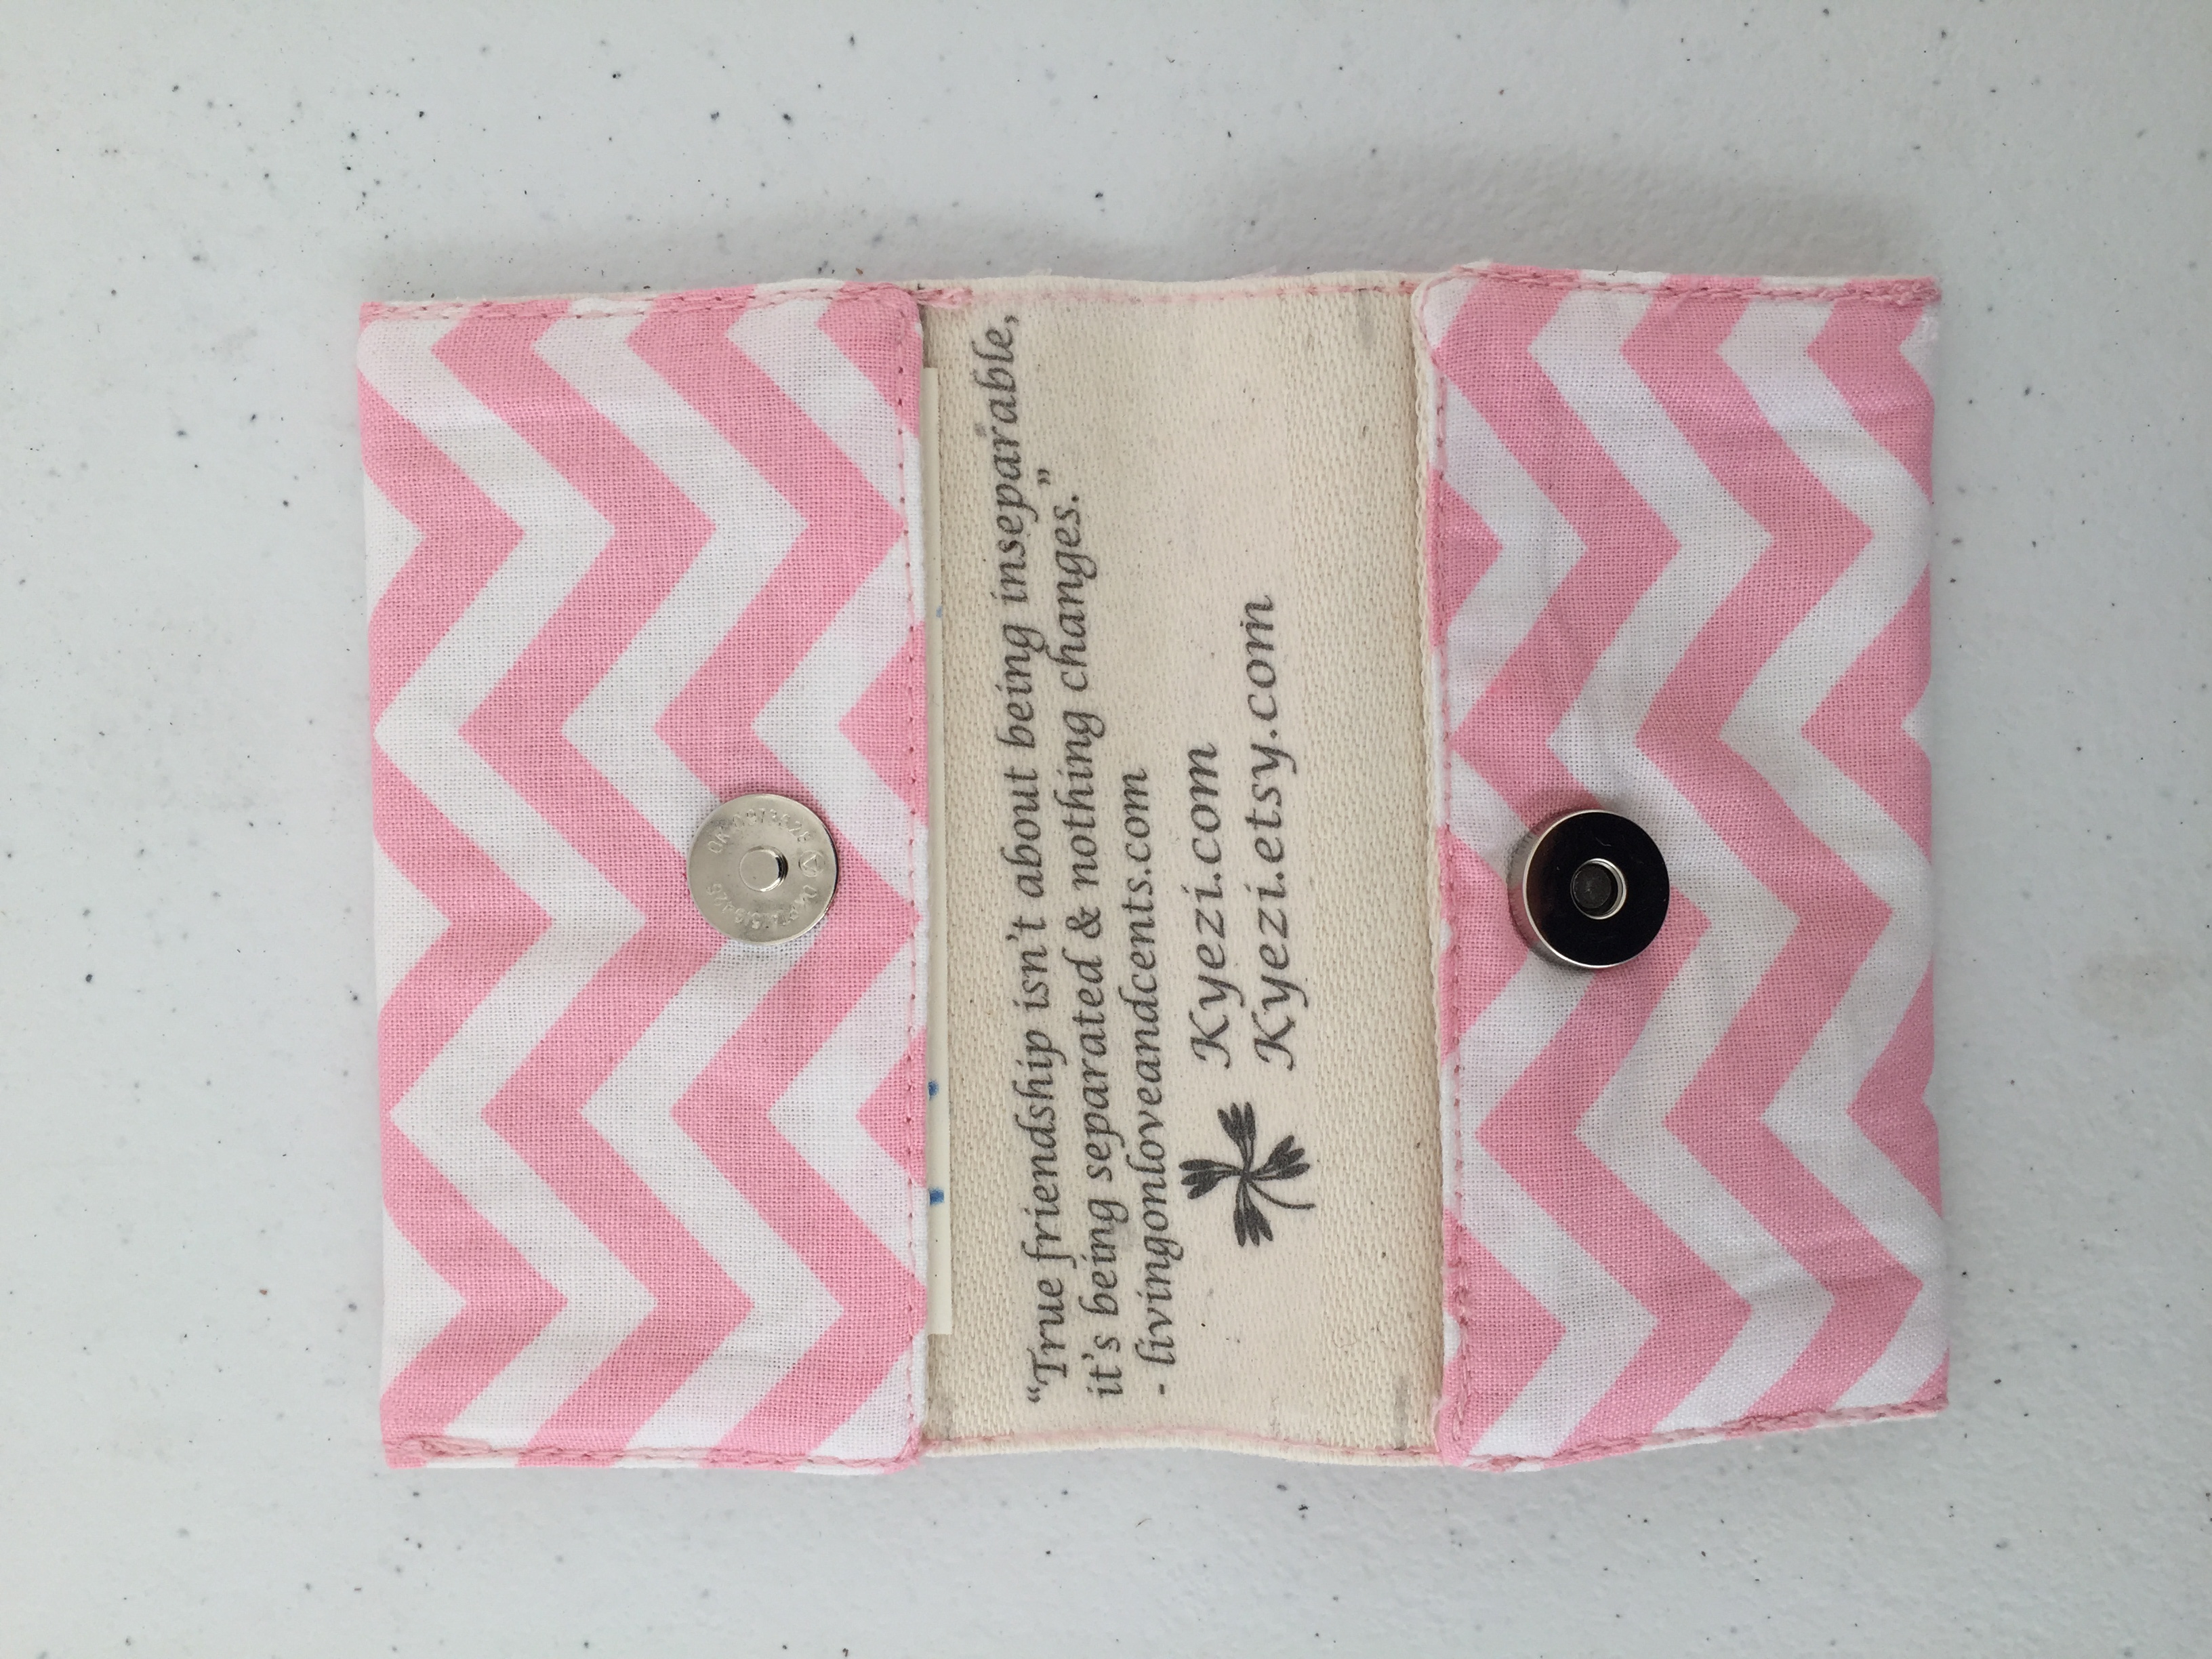 “True friendship isn't about being inseparable,
it's being separated & nothing changes.”
- livingonloveandcents.com
Kyezi.com
Kyezi.etsy.com